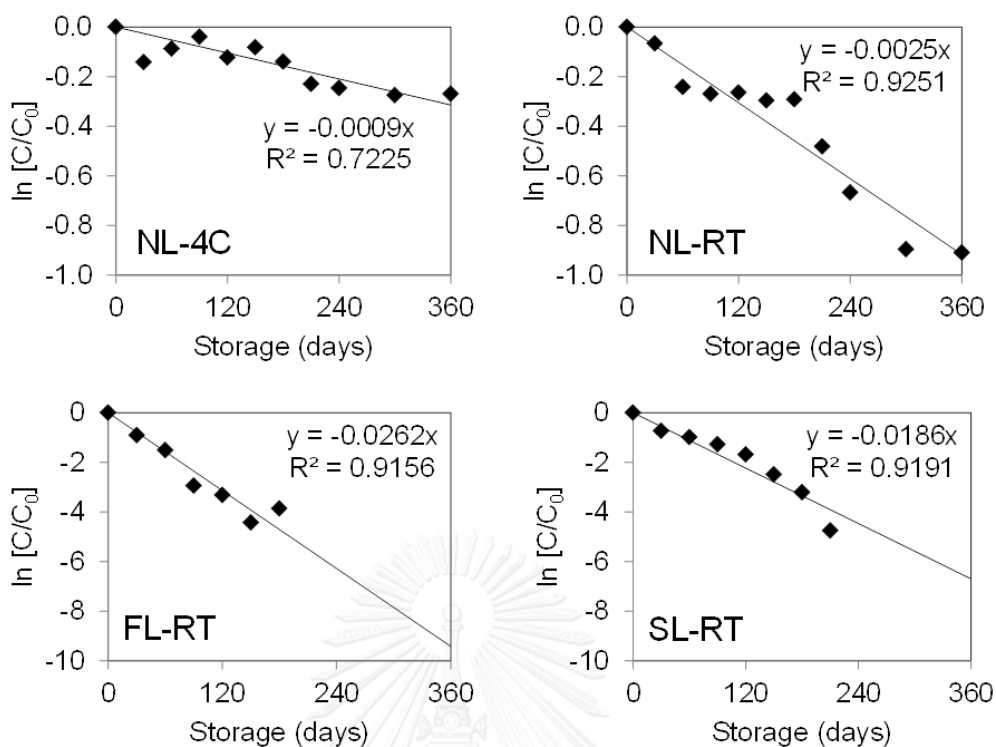 0.0
-0.2
-0.4
-0.6
-0.8
-1.0
ln [C/C₀]
y = -0.0009x
R² = 0.7225
NL-4C
0 120 240 360
Storage (days)
0.0
-0.2
-0.4
-0.6
-0.8
-1.0
ln [C/C₀]
y = -0.0025x
R² = 0.9251
NL-RT
0 120 240 360
Storage (days)
0
-2
-4
-6
-8
-10
ln [C/C₀]
y = -0.0262x
R² = 0.9156
FL-RT
0 120 240 360
Storage (days)
0
-2
-4
-6
-8
-10
ln [C/C₀]
y = -0.0186x
R² = 0.9191
SL-RT
0 120 240 360
Storage (days)